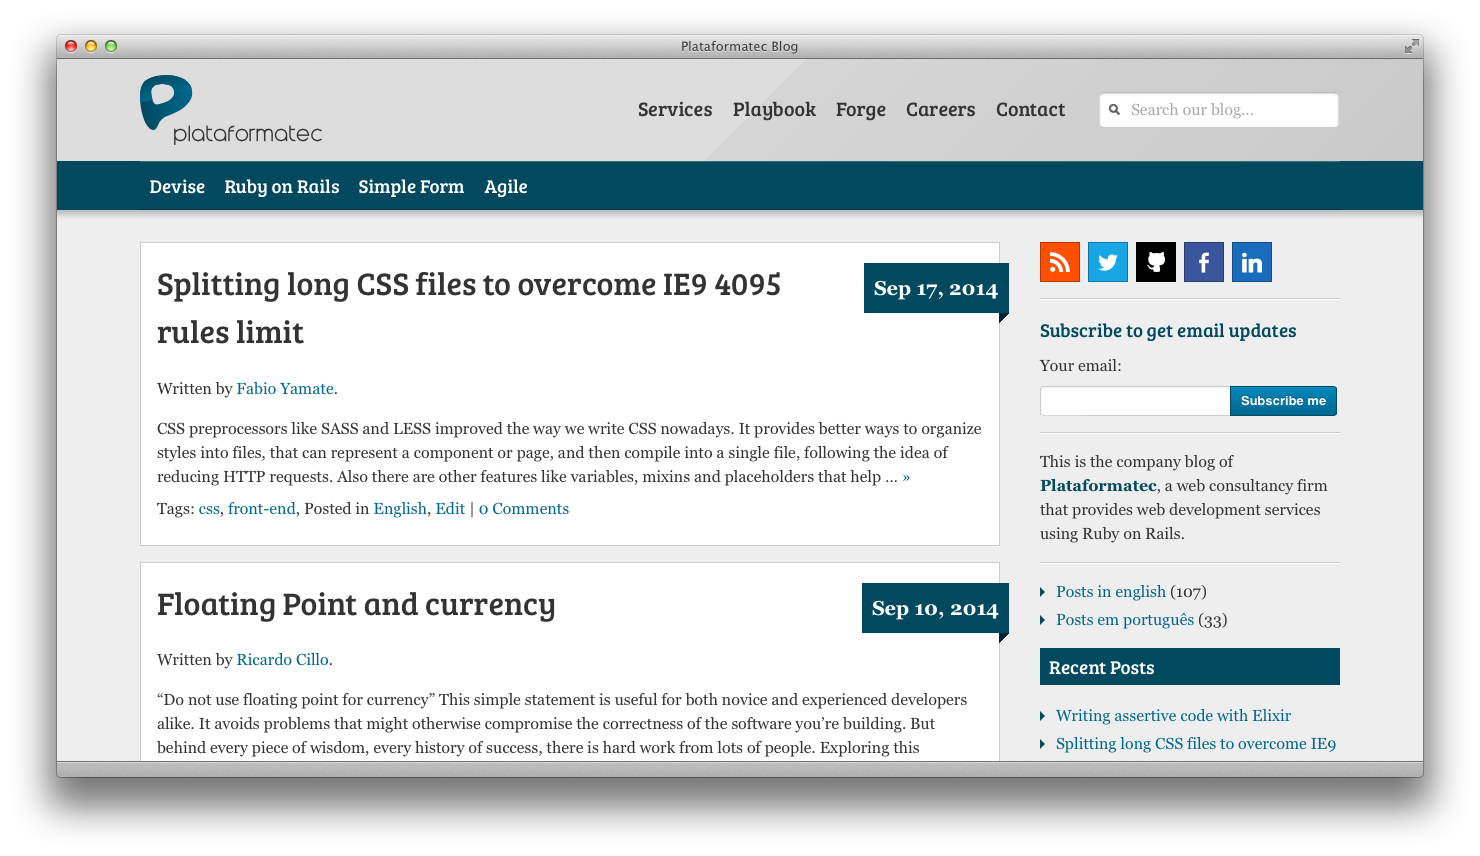 Plataformatec Blog
plataformatec
Services Playbook Forge Careers Contact
Search our blog...
Devise Ruby on Rails Simple Form Agile
Splitting long CSS files to overcome IE9 4095
rules limit
Sep 17, 2014
Written by Fabio Yamate.
CSS preprocessors like SASS and LESS improved the way we write CSS nowadays. It provides better ways to organize
styles into files, that can represent a component or page, and then compile into a single file, following the idea of
reducing HTTP requests. Also there are other features like variables, mixins and placeholders that help ... »
Tags: css, front-end, Posted in English, Edit | 0 Comments
Floating Point and currency
Sep 10, 2014
Written by Ricardo Cillo.
“Do not use floating point for currency” This simple statement is useful for both novice and experienced developers
alike. It avoids problems that might otherwise compromise the correctness of the software you’re building. But
behind every piece of wisdom, every history of success, there is hard work from lots of people. Exploring this
Subscribe to get email updates
Your email:
Subscribe me
This is the company blog of
Plataformatec, a web consultancy firm
that provides web development services
using Ruby on Rails.
Posts in english (107)
Posts em português (33)
Recent Posts
Writing assertive code with Elixir
Splitting long CSS files to overcome IE9